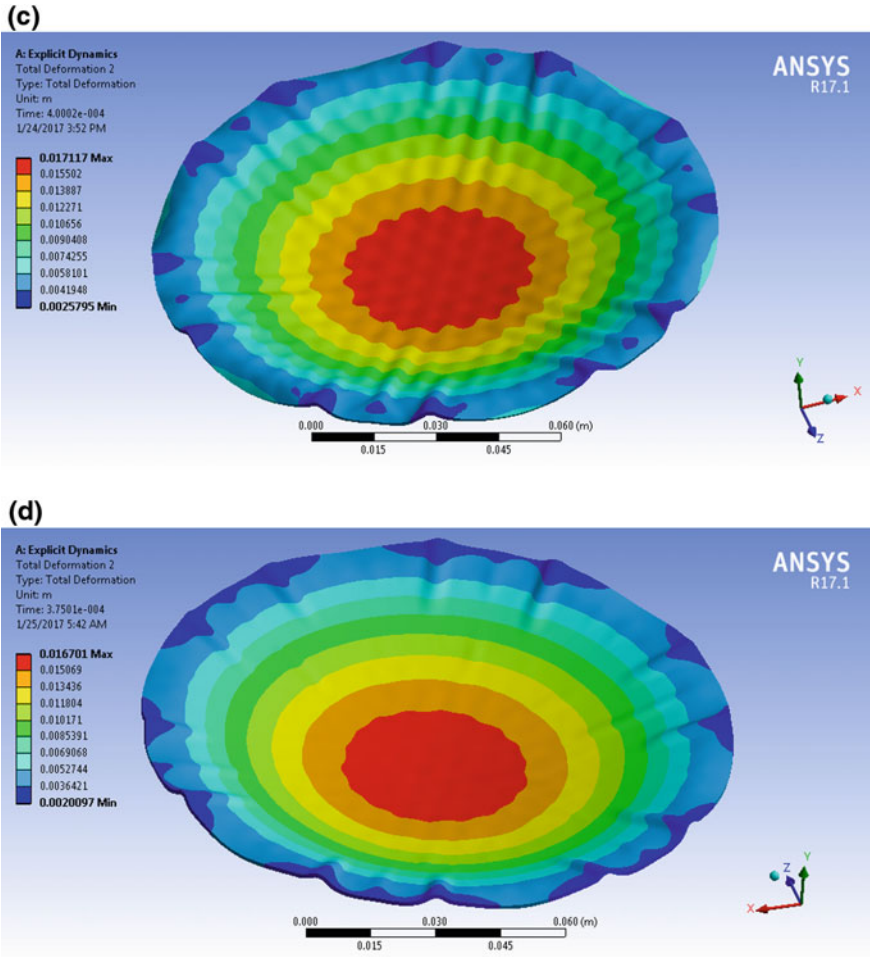 (c)
A: Explicit Dynamics
Total Deformation 2
Type: Total Deformation
Unit: m
Time: 4.0002e-004
1/24/2017 3:52 PM
ANSYS
R17.1
0.017117 Max
0.015502
0.013887
0.012271
0.010656
0.0090408
0.0074255
0.0058101
0.0041948
0.0025795 Min
Y
X
Z
0.000 0.030 0.060 (m)
0.015 0.045
(d)
A: Explicit Dynamics
Total Deformation 2
Type: Total Deformation
Unit: m
Time: 3.7501e-004
1/25/2017 5:42 AM
ANSYS
R17.1
0.016701 Max
0.015069
0.013436
0.011804
0.010171
0.0085391
0.0069068
0.0052744
0.0036421
0.0020097 Min
Z Y
X
0.000 0.030 0.060 (m)
0.015 0.045